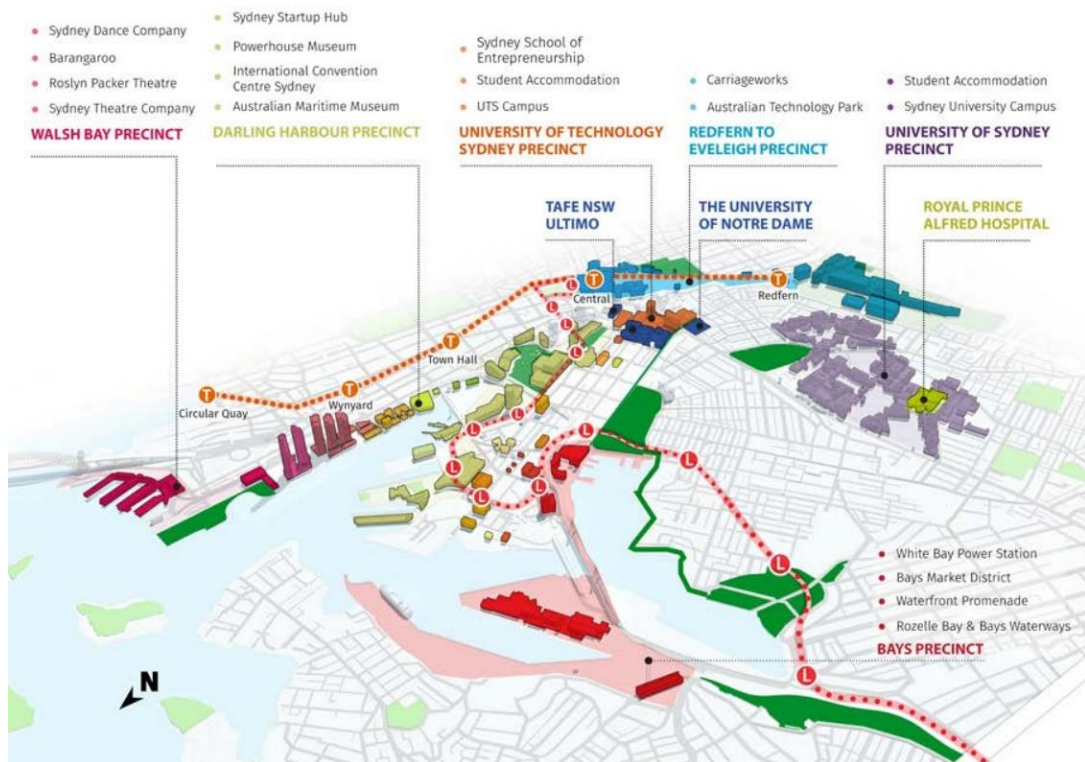 Sydney Dance Company
Barangaroo
Roslyn Packer Theatre
Sydney Theatre Company
WALSH BAY PRECINCT
Sydney Startup Hub
Powerhouse Museum
International Convention
Centre Sydney
Australian Maritime Museum
DARLING HARBOUR PRECINCT
Sydney School of
Entrepreneurship
Student Accommodation
UTS Campus
UNIVERSITY OF TECHNOLOGY
SYDNEY PRECINCT
Carriageworks
Australian Technology Park
REDFERN TO
EVELEIGH PRECINCT
Student Accommodation
Sydney University Campus
UNIVERSITY OF SYDNEY
PRECINCT
TAFE NSW
ULTIMO
THE UNIVERSITY
OF NOTRE DAME
ROYAL PRINCE
ALFRED HOSPITAL
T
Central
T
Redfern
T
Town Hall
T
Wynyard
T
Circular Quay
L
L
L
L
L
L
L
L
L
L
L
L
L
White Bay Power Station
Bays Market District
Waterfront Promenade
Rozelle Bay & Bays Waterways
BAYS PRECINCT
N